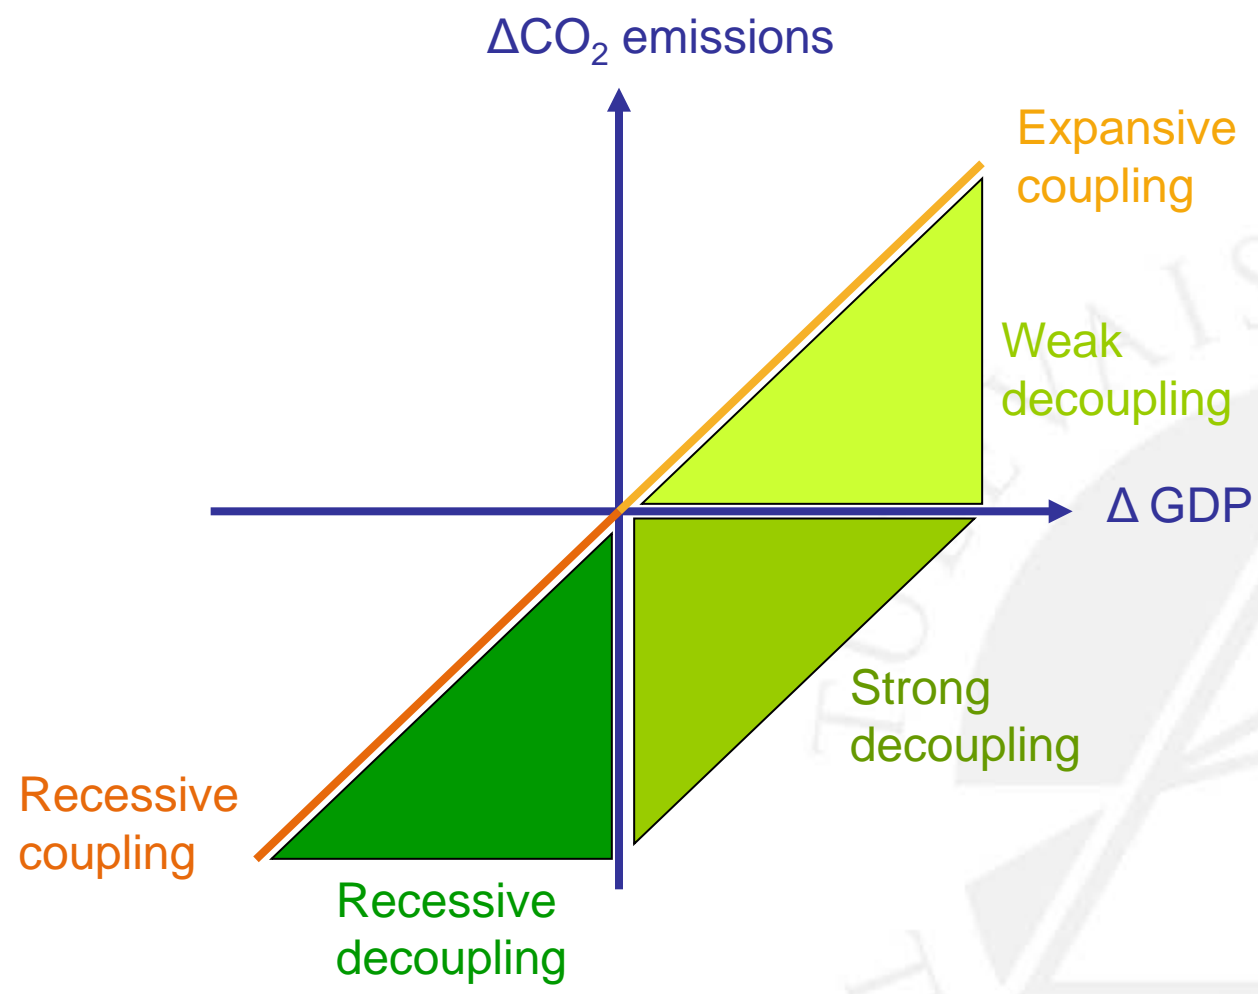 ΔCO₂ emissions
Expansive
coupling
Weak
decoupling
Δ GDP
Strong
decoupling
Recessive
coupling
Recessive
decoupling